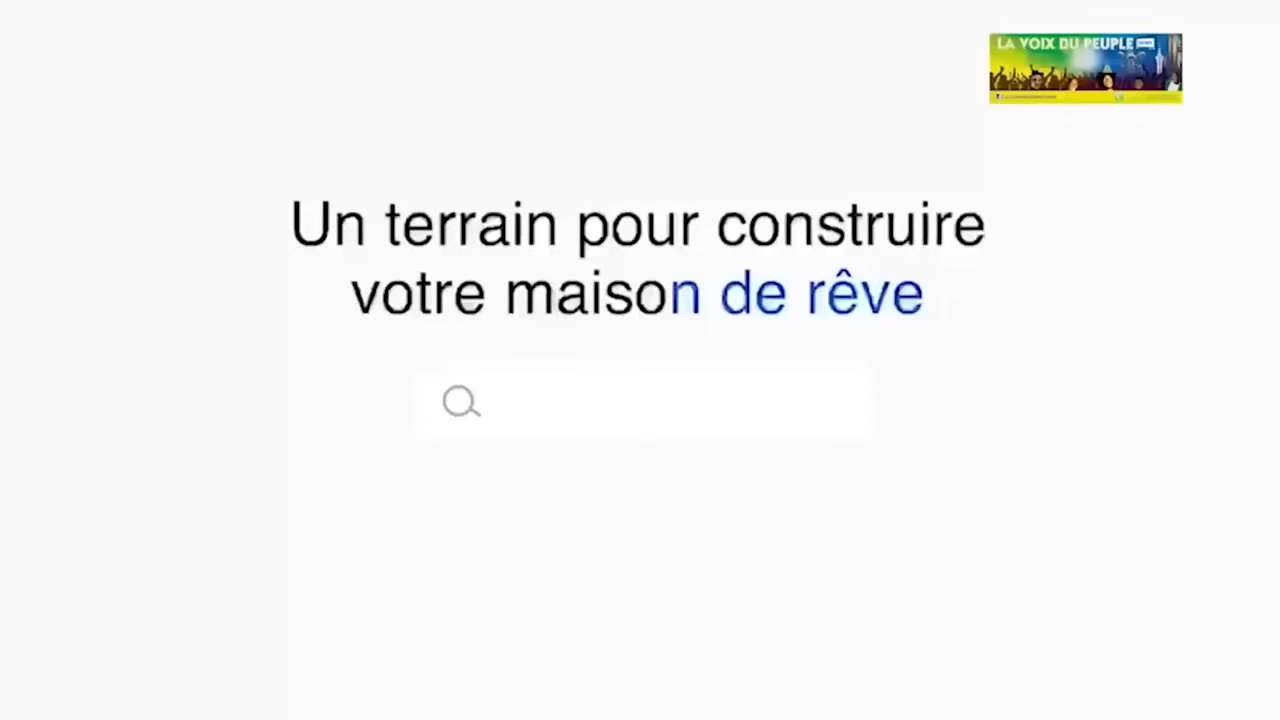 LA VOIX DU PEUPLE
Un terrain pour construire
votre maison de rêve